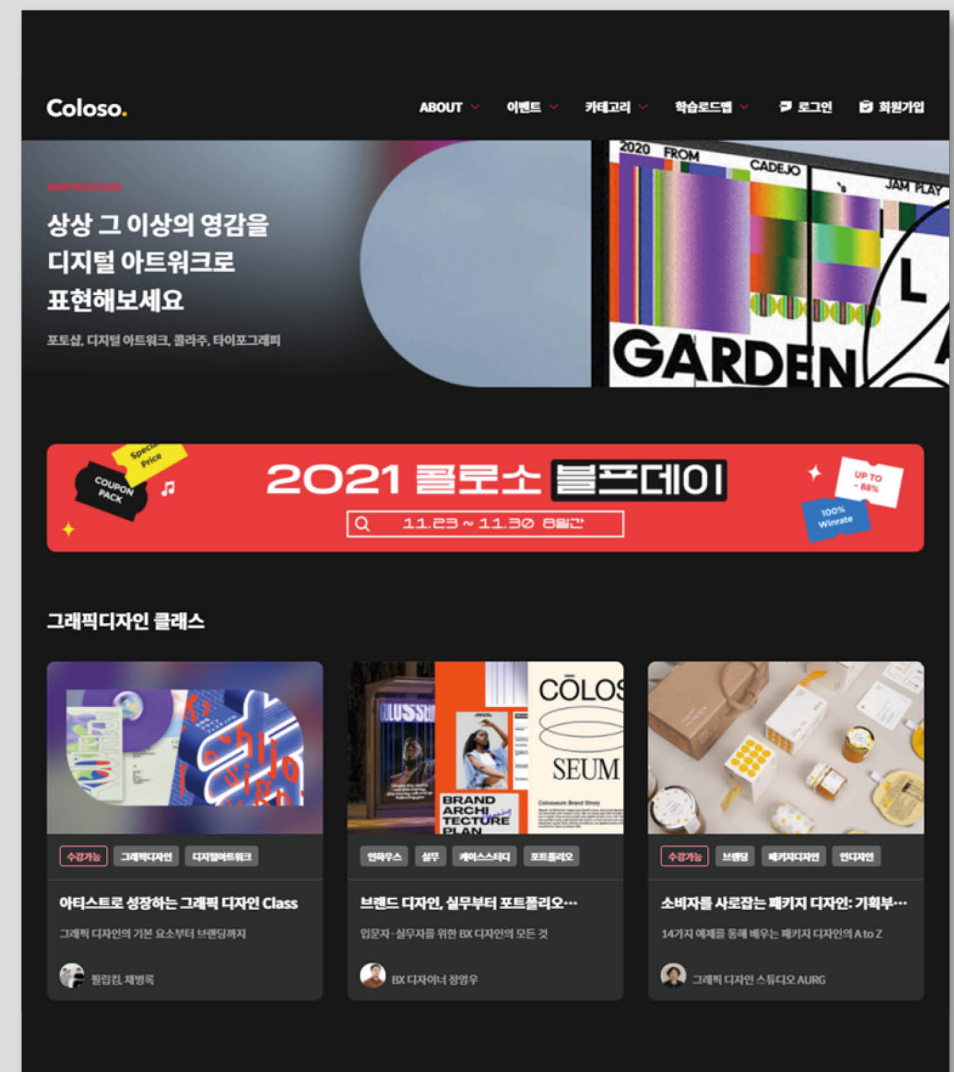 Coloso.
ABOUT 이벤트 카테고리 학습로드맵 로그인 회원가입
상상 그 이상의 영감을
디지털 아트워크로
표현해보세요
포토샵, 디지털 아트워크, 콜라주, 타이포그래피
2020 FROM CADEJO 's JAM PLAY
GARDEN
Special Price
COUPON PACK
2021 콜로소 블프데이
11.23 ~ 11.30 8일간
UP TO - 68%
100% Winrate
그래픽디자인 클래스
COLOS
SEUM
BRAND
ARCHI
TECTURE
PLAN
Colosseum Brand Story
수강가능 그래픽디자인 디지털아트워크
인하우스 실무 케이스스터디 포트폴리오
수강가능 브랜딩 패키지디자인 인디자인
아티스트로 성장하는 그래픽 디자인 Class
브랜드 디자인, 실무부터 포트폴리오…
소비자를 사로잡는 패키지 디자인: 기획부…
그래픽 디자인의 기본 요소부터 브랜딩까지
입문자-실무자를 위한 BX 디자인의 모든 것
14가지 예제를 통해 배우는 패키지 디자인의 A to Z
필립킴, 채병록
BX 디자이너 정영우
그래픽 디자인 스튜디오 AURG